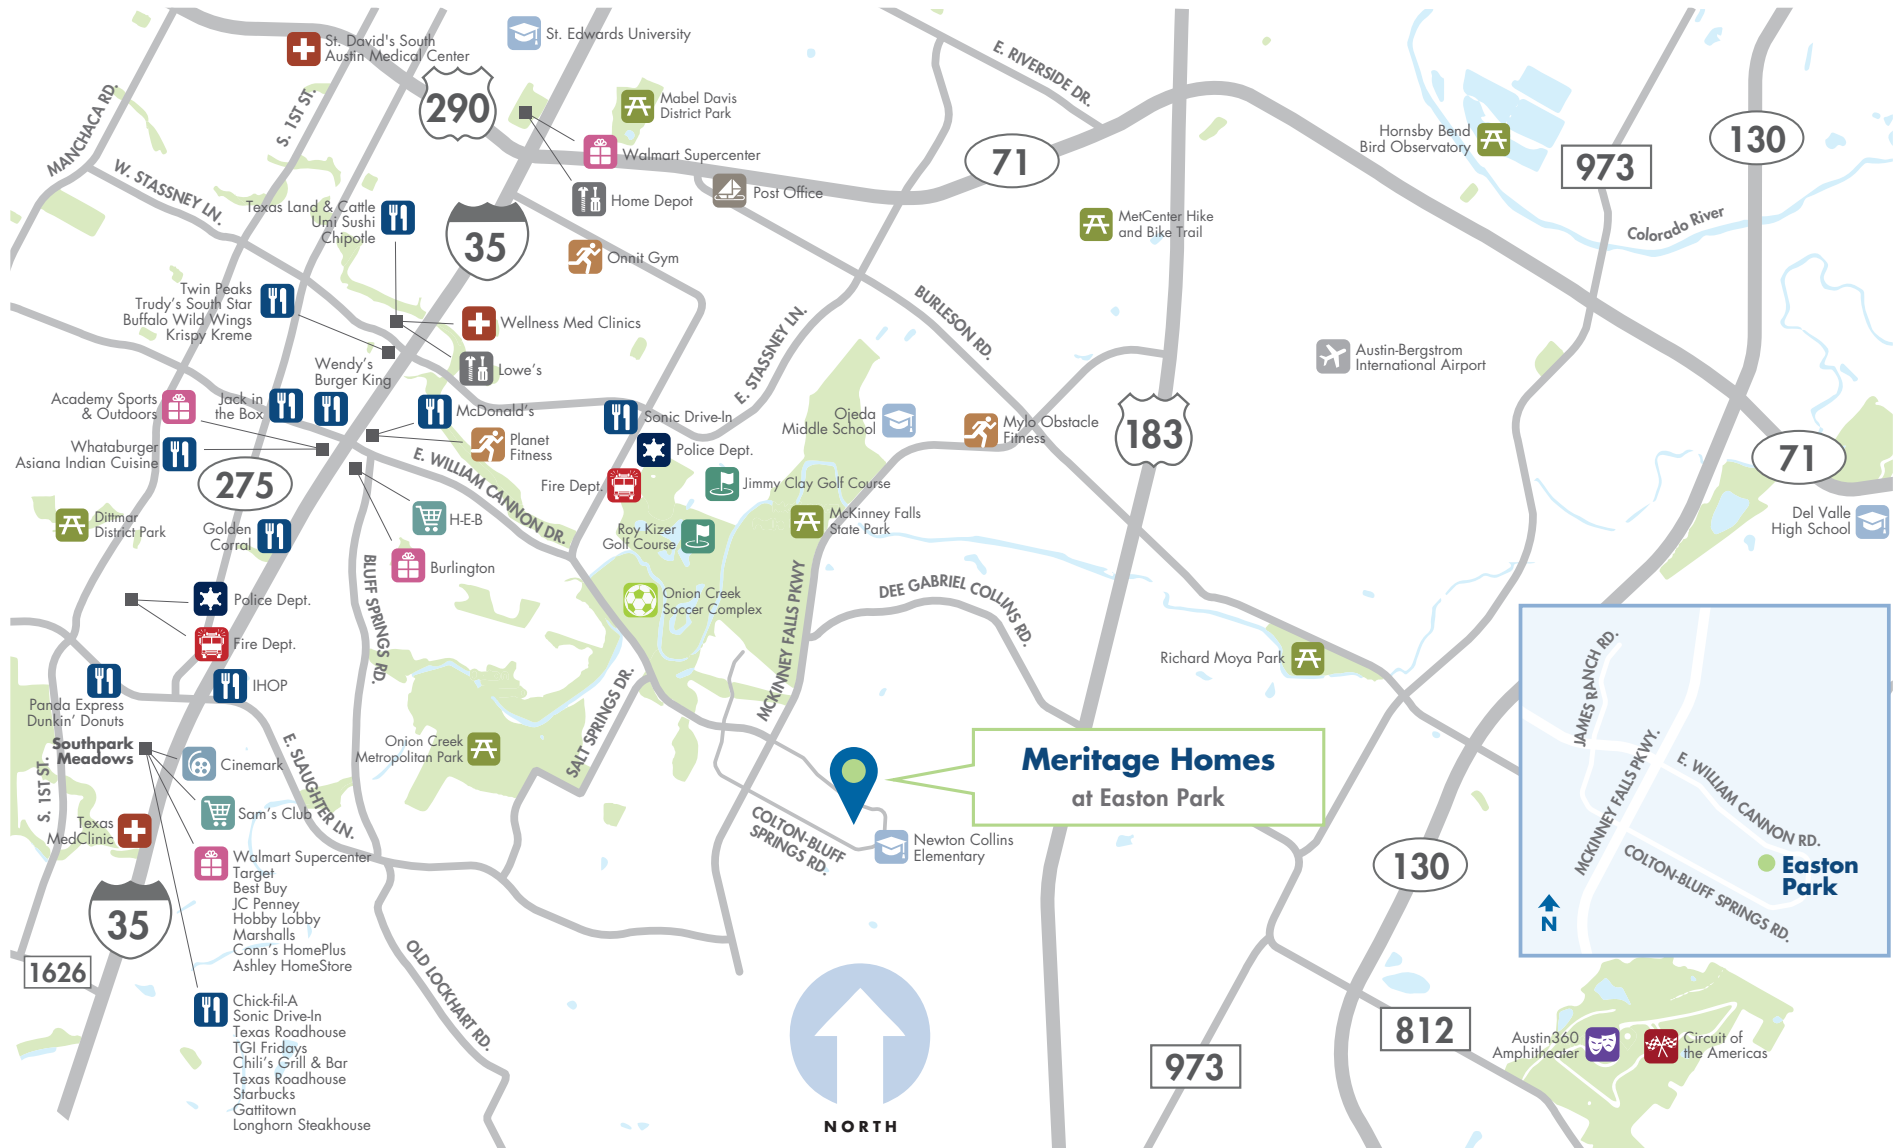 St. David's South
Austin Medical Center
St. Edwards University
MANCHACA RD.
S. 1ST ST.
290
Mabel Davis
District Park
E. RIVERSIDE DR.
Hornsby Bend
Bird Observatory
130
973
71
Walmart Supercenter
Home Depot
Post Office
W. STASSNEY LN.
Texas Land & Cattle
Umi Sushi
Chipotle
35
Onnit Gym
MetCenter Hike
and Bike Trail
Colorado River
Twin Peaks
Trudy's South Star
Buffalo Wild Wings
Krispy Kreme
Wellness Med Clinics
Lowe's
BURLESON RD.
E. STASSNEY LN.
Austin-Bergstrom
International Airport
Wendy's
Burger King
Academy Sports
& Outdoors
Jack in
the Box
McDonald's
Planet
Fitness
Sonic Drive-In
Police Dept.
Ojeda
Middle School
Mylo Obstacle
Fitness
183
71
Whataburger
Asiana Indian Cuisine
275
E. WILLIAM CANNON DR.
Fire Dept.
Jimmy Clay Golf Course
Dittmar
District Park
Golden
Corral
H-E-B
Burlington
Roy Kizer
Golf Course
McKinney Falls
State Park
Del Valle
High School
BLUFF SPRINGS RD.
Onion Creek
Soccer Complex
MCKINNEY FALLS PKWY
DEE GABRIEL COLLINS RD.
Police Dept.
Fire Dept.
Richard Moya Park
Panda Express
Dunkin' Donuts
IHOP
Southpark
Meadows
Cinemark
E. SLAUGHTER LN.
Onion Creek
Metropolitan Park
SALT SPRINGS DR.
Meritage Homes
at Easton Park
S. 1ST ST.
Sam's Club
Texas
MedClinic
COLTON-BLUFF
SPRINGS RD.
Newton Collins
Elementary
130
JAMES RANCH RD.
MCKINNEY FALLS PKWY.
E. WILLIAM CANNON RD.
COLTON-BLUFF SPRINGS RD.
Easton
Park
N
Walmart Supercenter
Target
Best Buy
JC Penney
Hobby Lobby
Marshalls
Conn's HomePlus
Ashley HomeStore
35
1626
OLD LOCKHART RD.
Chick-fil-A
Sonic Drive-In
Texas Roadhouse
TGI Fridays
Chili's Grill & Bar
Texas Roadhouse
Starbucks
Gattitown
Longhorn Steakhouse
NORTH
973
812
Austin360
Amphitheater
Circuit of
the Americas